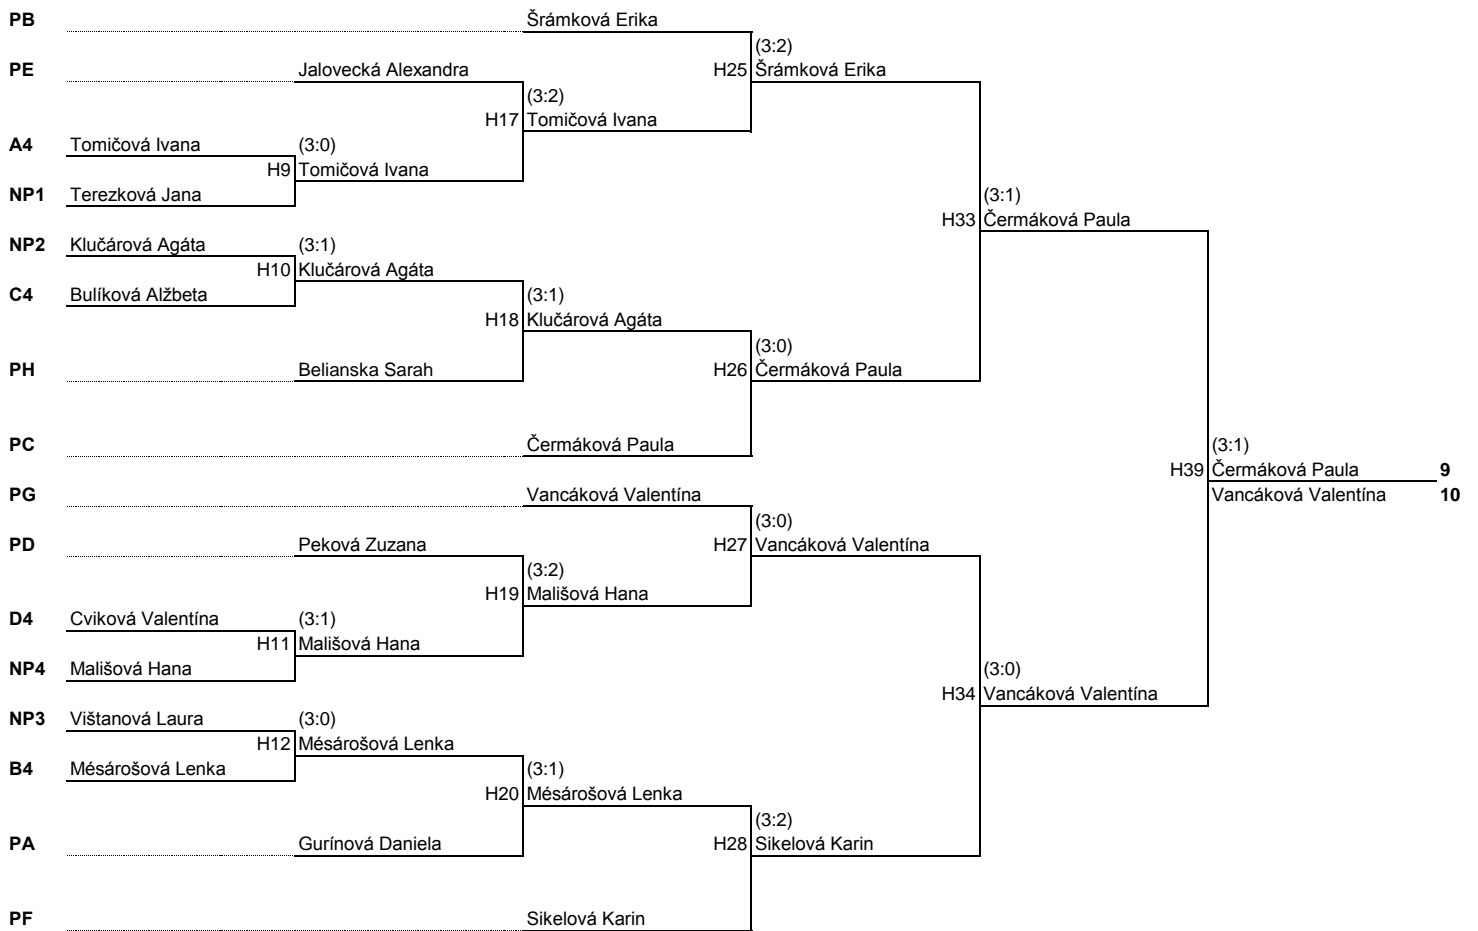 PB Šrámková Erika
(3:2)
PE Jalovecká Alexandra H25 Šrámková Erika
(3:2)
H17 Tomičová Ivana
A4 Tomičová Ivana (3:0)
H9 Tomičová Ivana
NP1 Terezková Jana (3:1)
H33 Čermáková Paula
NP2 Klučárová Agáta (3:1)
H10 Klučárová Agáta
C4 Bulíková Alžbeta (3:1)
H18 Klučárová Agáta
(3:0)
PH Belianska Sarah H26 Čermáková Paula
PC Čermáková Paula (3:1)
H39 Čermáková Paula 9
PG Vancáková Valentína Vancáková Valentína 10
(3:0)
PD Peková Zuzana H27 Vancáková Valentína
(3:2)
H19 Mališová Hana
D4 Cviková Valentína (3:1)
H11 Mališová Hana
NP4 Mališová Hana (3:0)
H34 Vancáková Valentína
NP3 Vištanová Laura (3:0)
H12 Mésárošová Lenka
B4 Mésárošová Lenka (3:1)
H20 Mésárošová Lenka
(3:2)
PA Gurínová Daniela H28 Sikelová Karin
PF Sikelová Karin